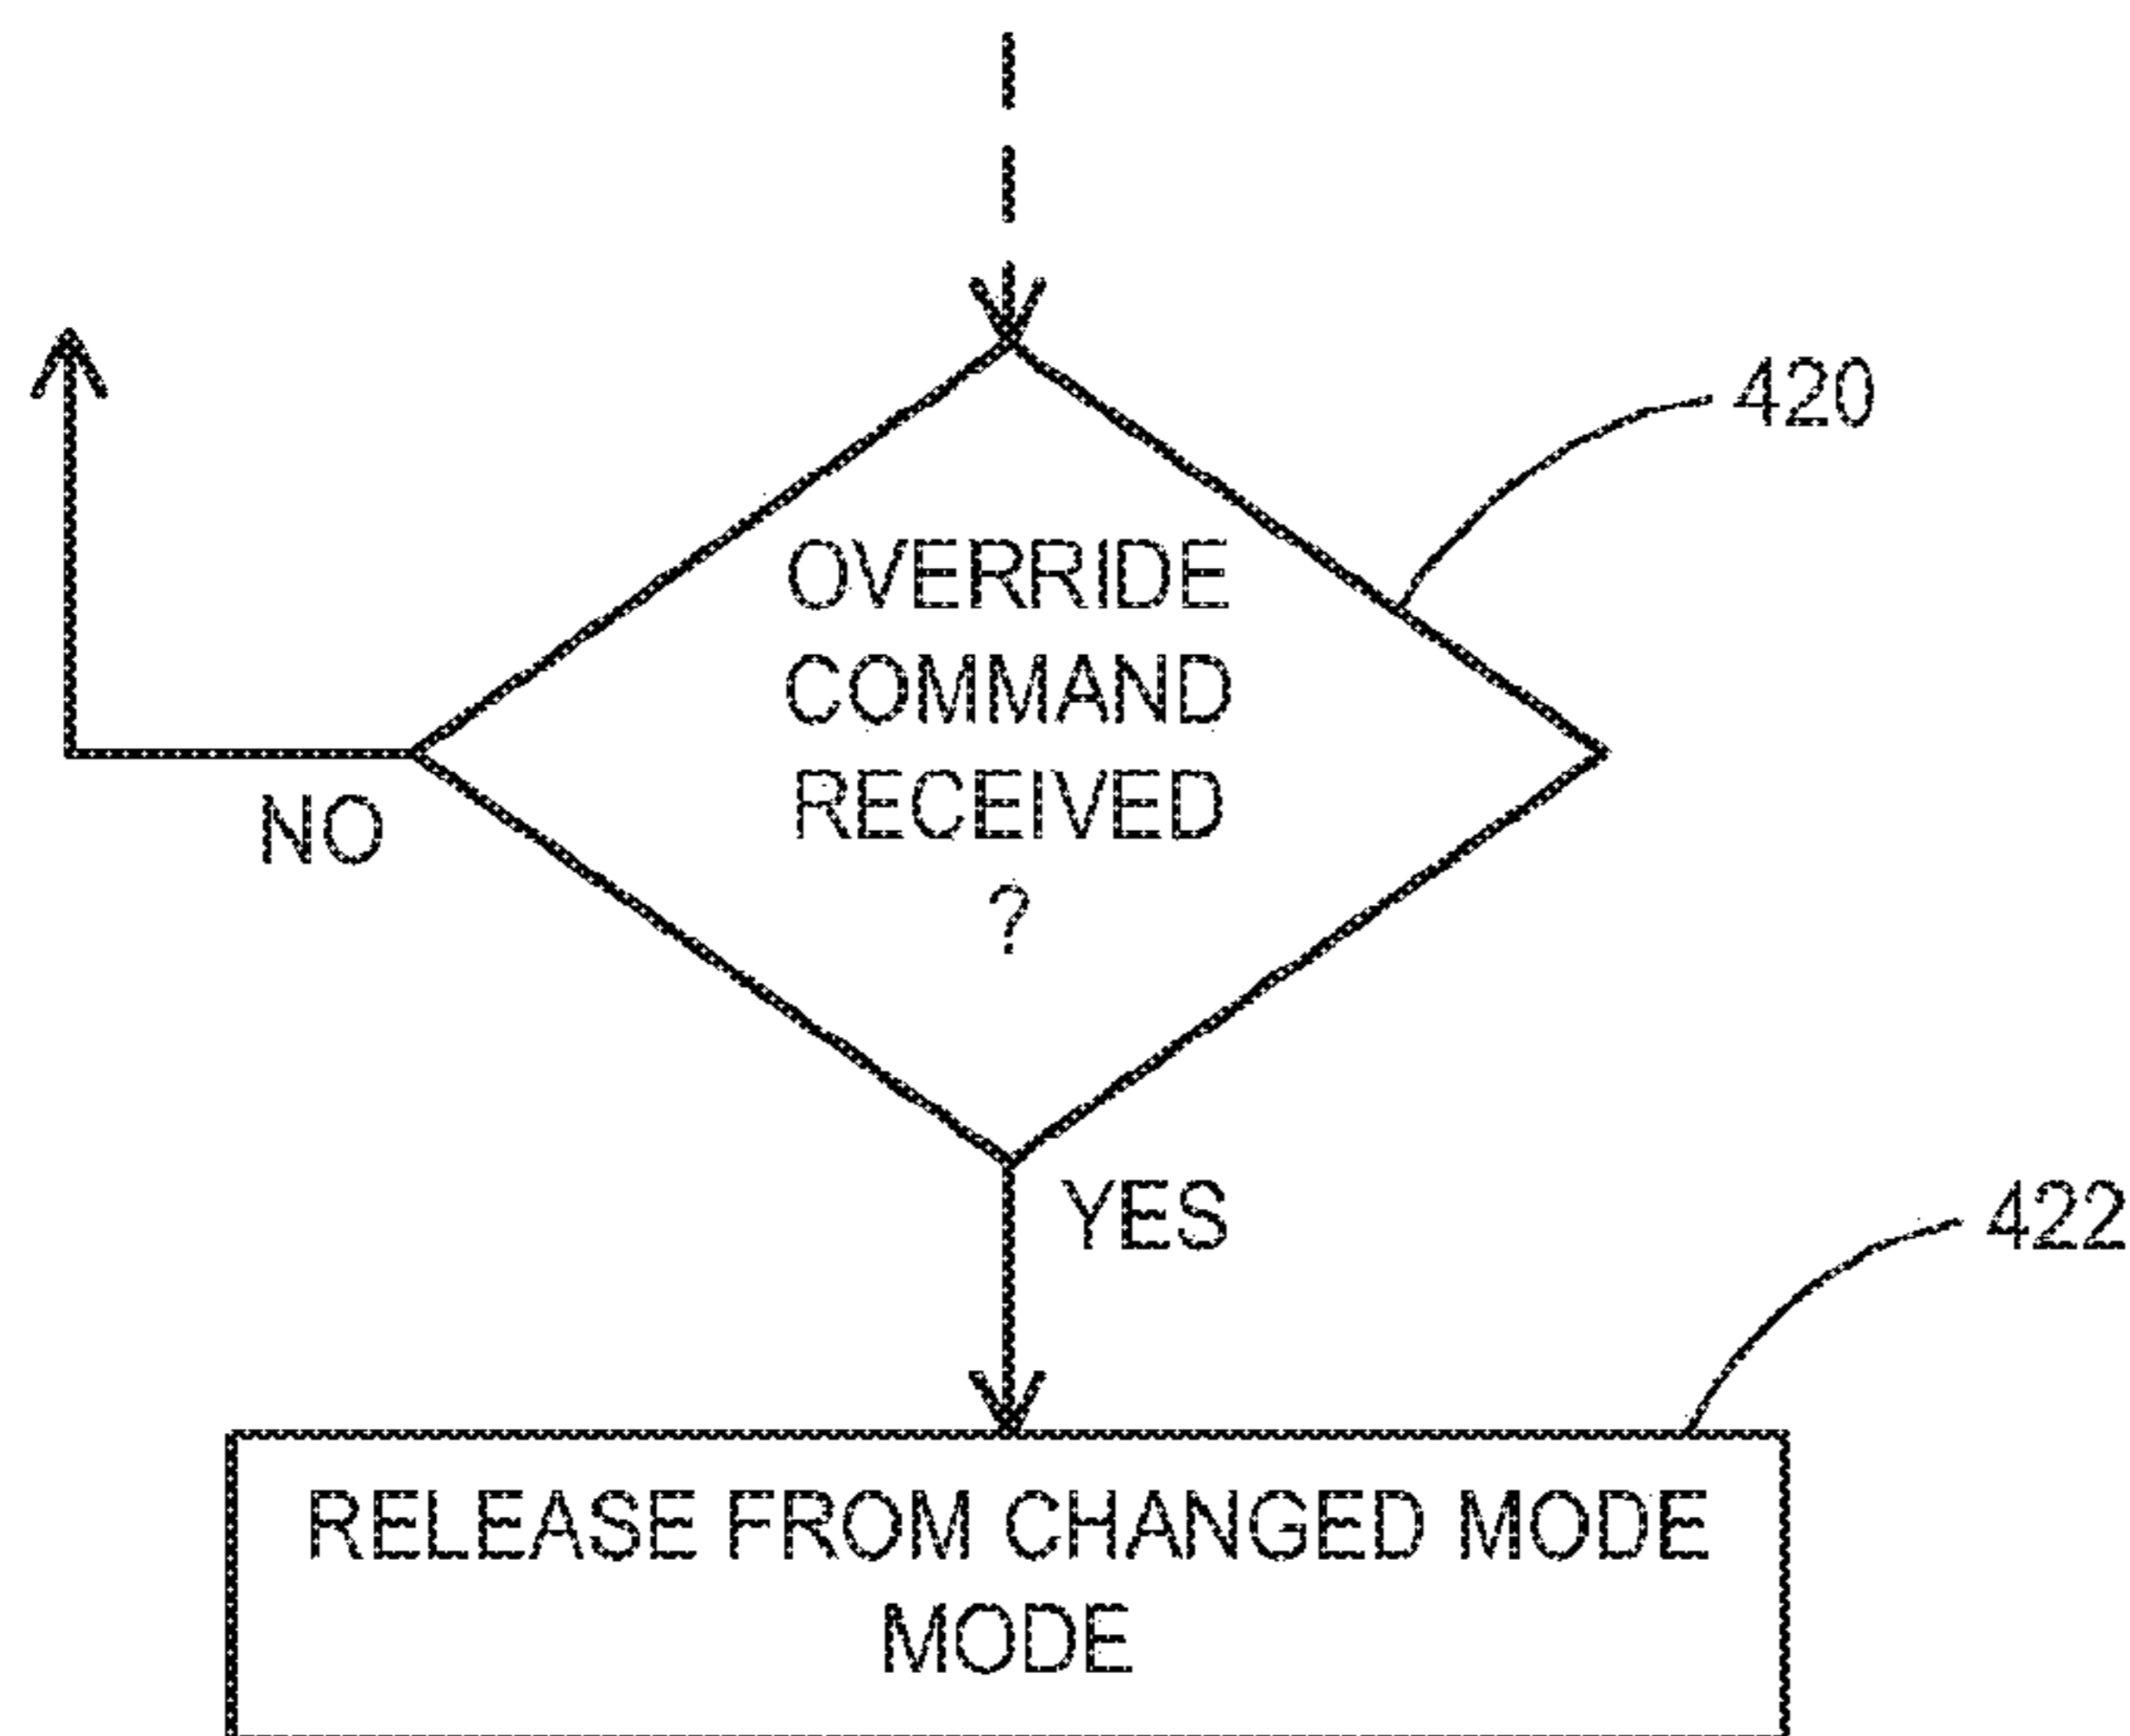 420
OVERRIDE
COMMAND
RECEIVED
?
NO
YES
422
RELEASE FROM CHANGED MODE
MODE